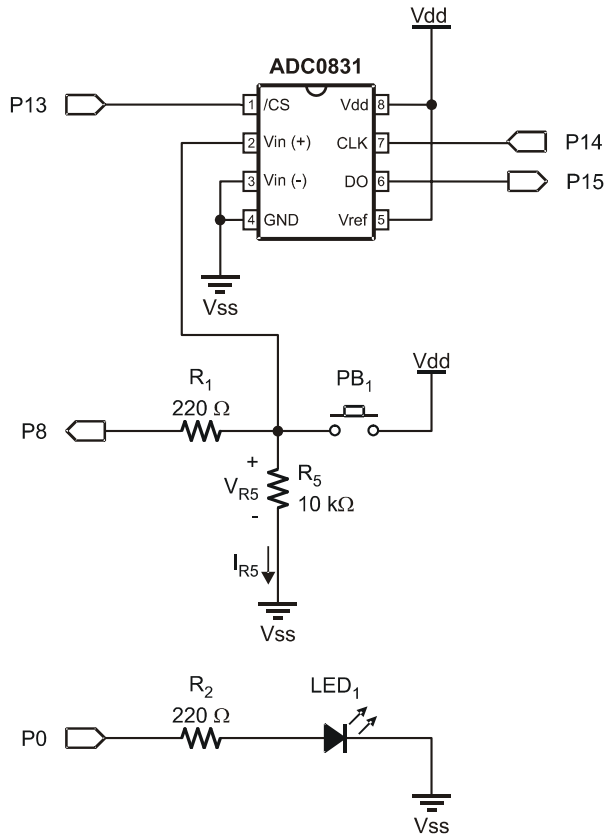 Vdd
ADC0831
P13
1 /CS Vdd 8
2 Vin (+) CLK 7
P14
3 Vin (-) DO 6
P15
4 GND Vref 5
Vss
Vdd
R1
PB1
220 Ω
P8
+
R5
VR5
10 kΩ
-
IR5
Vss
R2
LED1
220 Ω
P0
Vss